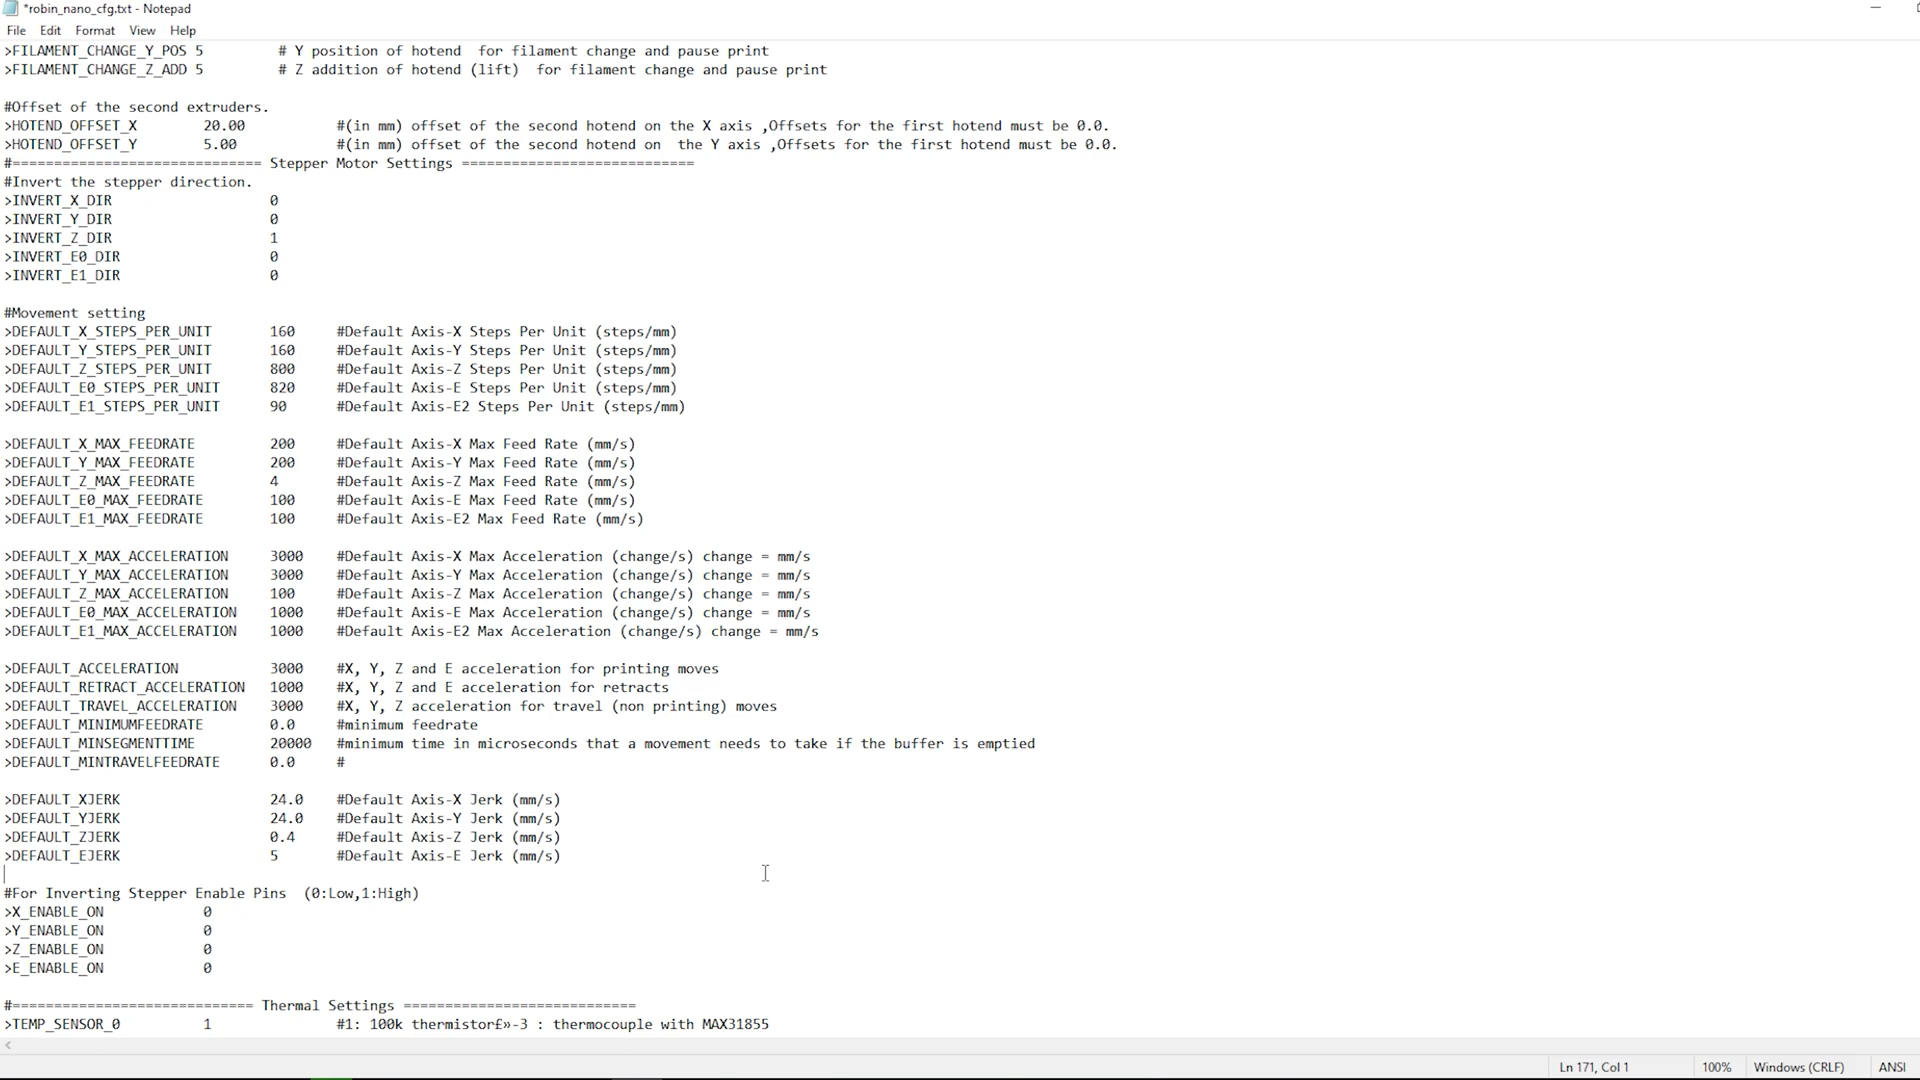 *robin_nano_cfg.txt - Notepad
File Edit Format View Help
>FILAMENT_CHANGE_Y_POS 5 # Y position of hotend  for filament change and pause print
>FILAMENT_CHANGE_Z_ADD 5 # Z addition of hotend (lift)  for filament change and pause print
#Offset of the second extruders.
>HOTEND_OFFSET_X 20.00 #(in mm) offset of the second hotend on the X axis ,Offsets for the first hotend must be 0.0.
>HOTEND_OFFSET_Y 5.00 #(in mm) offset of the second hotend on  the Y axis ,Offsets for the first hotend must be 0.0.
#============================== Stepper Motor Settings ============================
#Invert the stepper direction.
>INVERT_X_DIR 0
>INVERT_Y_DIR 0
>INVERT_Z_DIR 1
>INVERT_E0_DIR 0
>INVERT_E1_DIR 0
#Movement setting
>DEFAULT_X_STEPS_PER_UNIT 160 #Default Axis-X Steps Per Unit (steps/mm)
>DEFAULT_Y_STEPS_PER_UNIT 160 #Default Axis-Y Steps Per Unit (steps/mm)
>DEFAULT_Z_STEPS_PER_UNIT 800 #Default Axis-Z Steps Per Unit (steps/mm)
>DEFAULT_E0_STEPS_PER_UNIT 820 #Default Axis-E Steps Per Unit (steps/mm)
>DEFAULT_E1_STEPS_PER_UNIT 90 #Default Axis-E2 Steps Per Unit (steps/mm)
>DEFAULT_X_MAX_FEEDRATE 200 #Default Axis-X Max Feed Rate (mm/s)
>DEFAULT_Y_MAX_FEEDRATE 200 #Default Axis-Y Max Feed Rate (mm/s)
>DEFAULT_Z_MAX_FEEDRATE 4 #Default Axis-Z Max Feed Rate (mm/s)
>DEFAULT_E0_MAX_FEEDRATE 100 #Default Axis-E Max Feed Rate (mm/s)
>DEFAULT_E1_MAX_FEEDRATE 100 #Default Axis-E2 Max Feed Rate (mm/s)
>DEFAULT_X_MAX_ACCELERATION 3000 #Default Axis-X Max Acceleration (change/s) change = mm/s
>DEFAULT_Y_MAX_ACCELERATION 3000 #Default Axis-Y Max Acceleration (change/s) change = mm/s
>DEFAULT_Z_MAX_ACCELERATION 100 #Default Axis-Z Max Acceleration (change/s) change = mm/s
>DEFAULT_E0_MAX_ACCELERATION 1000 #Default Axis-E Max Acceleration (change/s) change = mm/s
>DEFAULT_E1_MAX_ACCELERATION 1000 #Default Axis-E2 Max Acceleration (change/s) change = mm/s
>DEFAULT_ACCELERATION 3000 #X, Y, Z and E acceleration for printing moves
>DEFAULT_RETRACT_ACCELERATION 1000 #X, Y, Z and E acceleration for retracts
>DEFAULT_TRAVEL_ACCELERATION 3000 #X, Y, Z acceleration for travel (non printing) moves
>DEFAULT_MINIMUMFEEDRATE 0.0 #minimum feedrate
>DEFAULT_MINSEGMENTTIME 20000 #minimum time in microseconds that a movement needs to take if the buffer is emptied
>DEFAULT_MINTRAVELFEEDRATE 0.0 #
>DEFAULT_XJERK 24.0 #Default Axis-X Jerk (mm/s)
>DEFAULT_YJERK 24.0 #Default Axis-Y Jerk (mm/s)
>DEFAULT_ZJERK 0.4 #Default Axis-Z Jerk (mm/s)
>DEFAULT_EJERK 5 #Default Axis-E Jerk (mm/s)
#For Inverting Stepper Enable Pins  (0:Low,1:High)
>X_ENABLE_ON 0
>Y_ENABLE_ON 0
>Z_ENABLE_ON 0
>E_ENABLE_ON 0
#============================= Thermal Settings ============================
>TEMP_SENSOR_0 1 #1: 100k thermistor£»-3 : thermocouple with MAX31855
Ln 171, Col 1 100% Windows (CRLF) ANSI